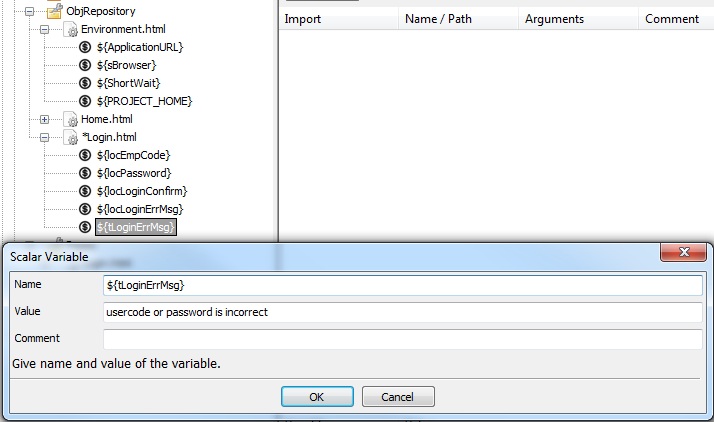 ObjRepository
Environment.html
${ApplicationURL}
${sBrowser}
${ShortWait}
${PROJECT_HOME}
Home.html
*Login.html
${locEmpCode}
${locPassword}
${locLoginConfirm}
${locLoginErrMsg}
${tLoginErrMsg}
Import Name / Path Arguments Comment
Scalar Variable
Name ${tLoginErrMsg}
Value usercode or password is incorrect
Comment
Give name and value of the variable.
OK Cancel